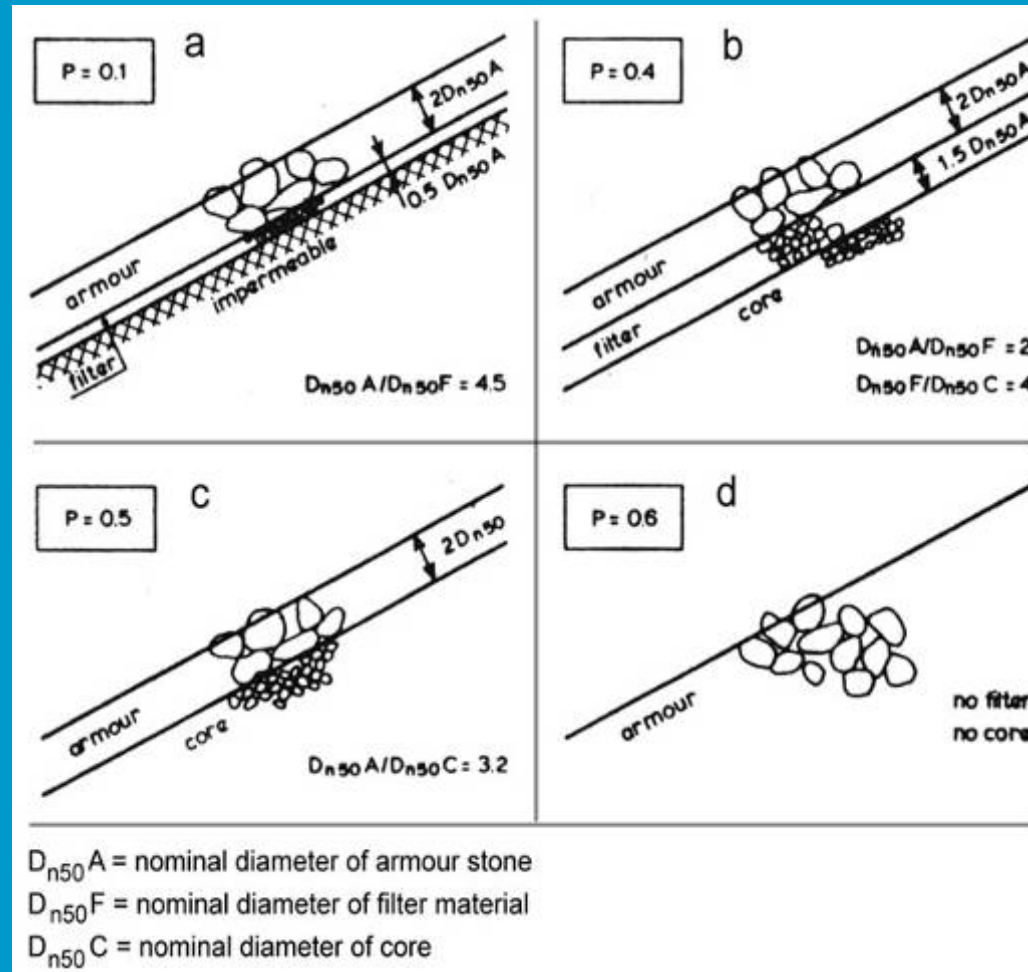 a
P = 0.1
2Dn50A
0.5 Dn50A
armour
impermeable
filter
Dn50A/Dn50F = 4.5
b
P = 0.4
2Dn50A
1.5 Dn50A
armour
filter
core
Dn50A/Dn50F = 2
Dn50F/Dn50C = 4
c
P = 0.5
2Dn50
armour
core
Dn50A/Dn50C = 3.2
d
P = 0.6
armour
no filter
no core
Dn50A = nominal diameter of armour stone
Dn50F = nominal diameter of filter material
Dn50C = nominal diameter of core